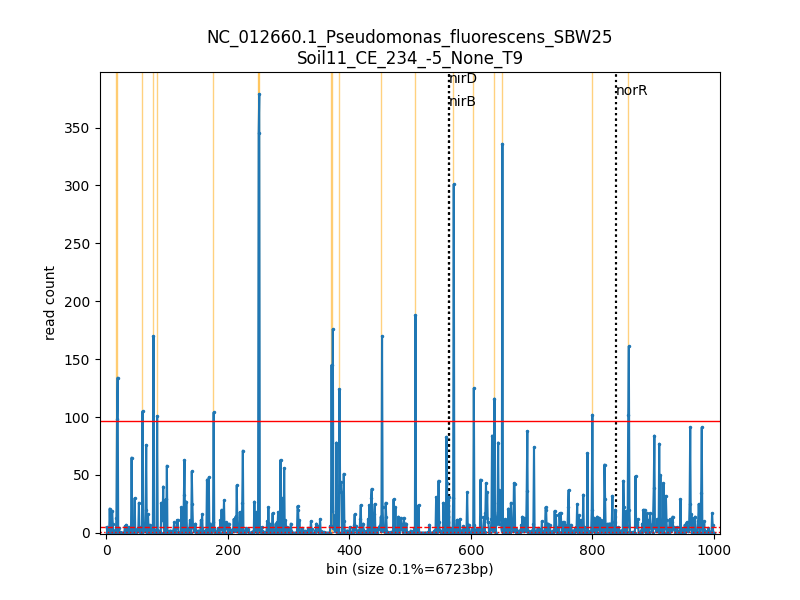 NC_012660.1_Pseudomonas_fluorescens_SBW25
Soil11_CE_234_-5_None_T9
nirD
nirB
norR
350
300
250
200
150
100
50
0
read count
0
200
400
600
800
1000
bin (size 0.1%=6723bp)